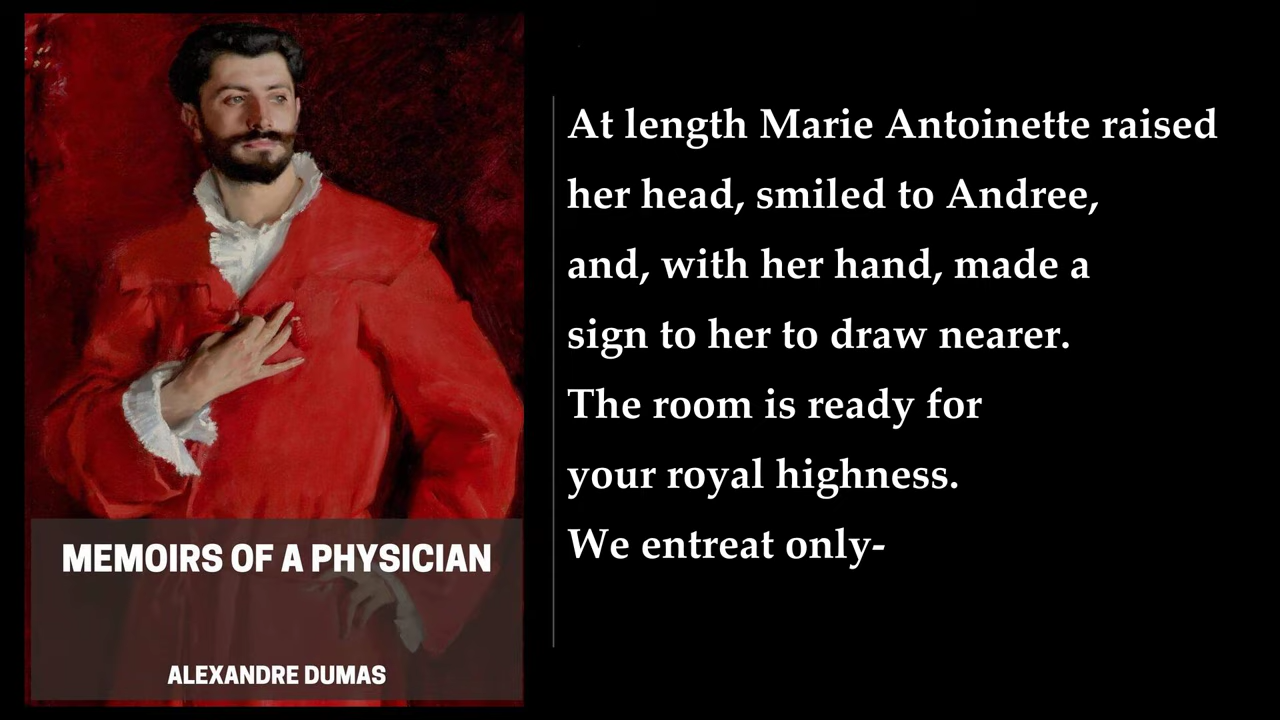 MEMOIRS OF A PHYSICIAN
ALEXANDRE DUMAS
At length Marie Antoinette raised
her head, smiled to Andree,
and, with her hand, made a
sign to her to draw nearer.
The room is ready for
your royal highness.
We entreat only-